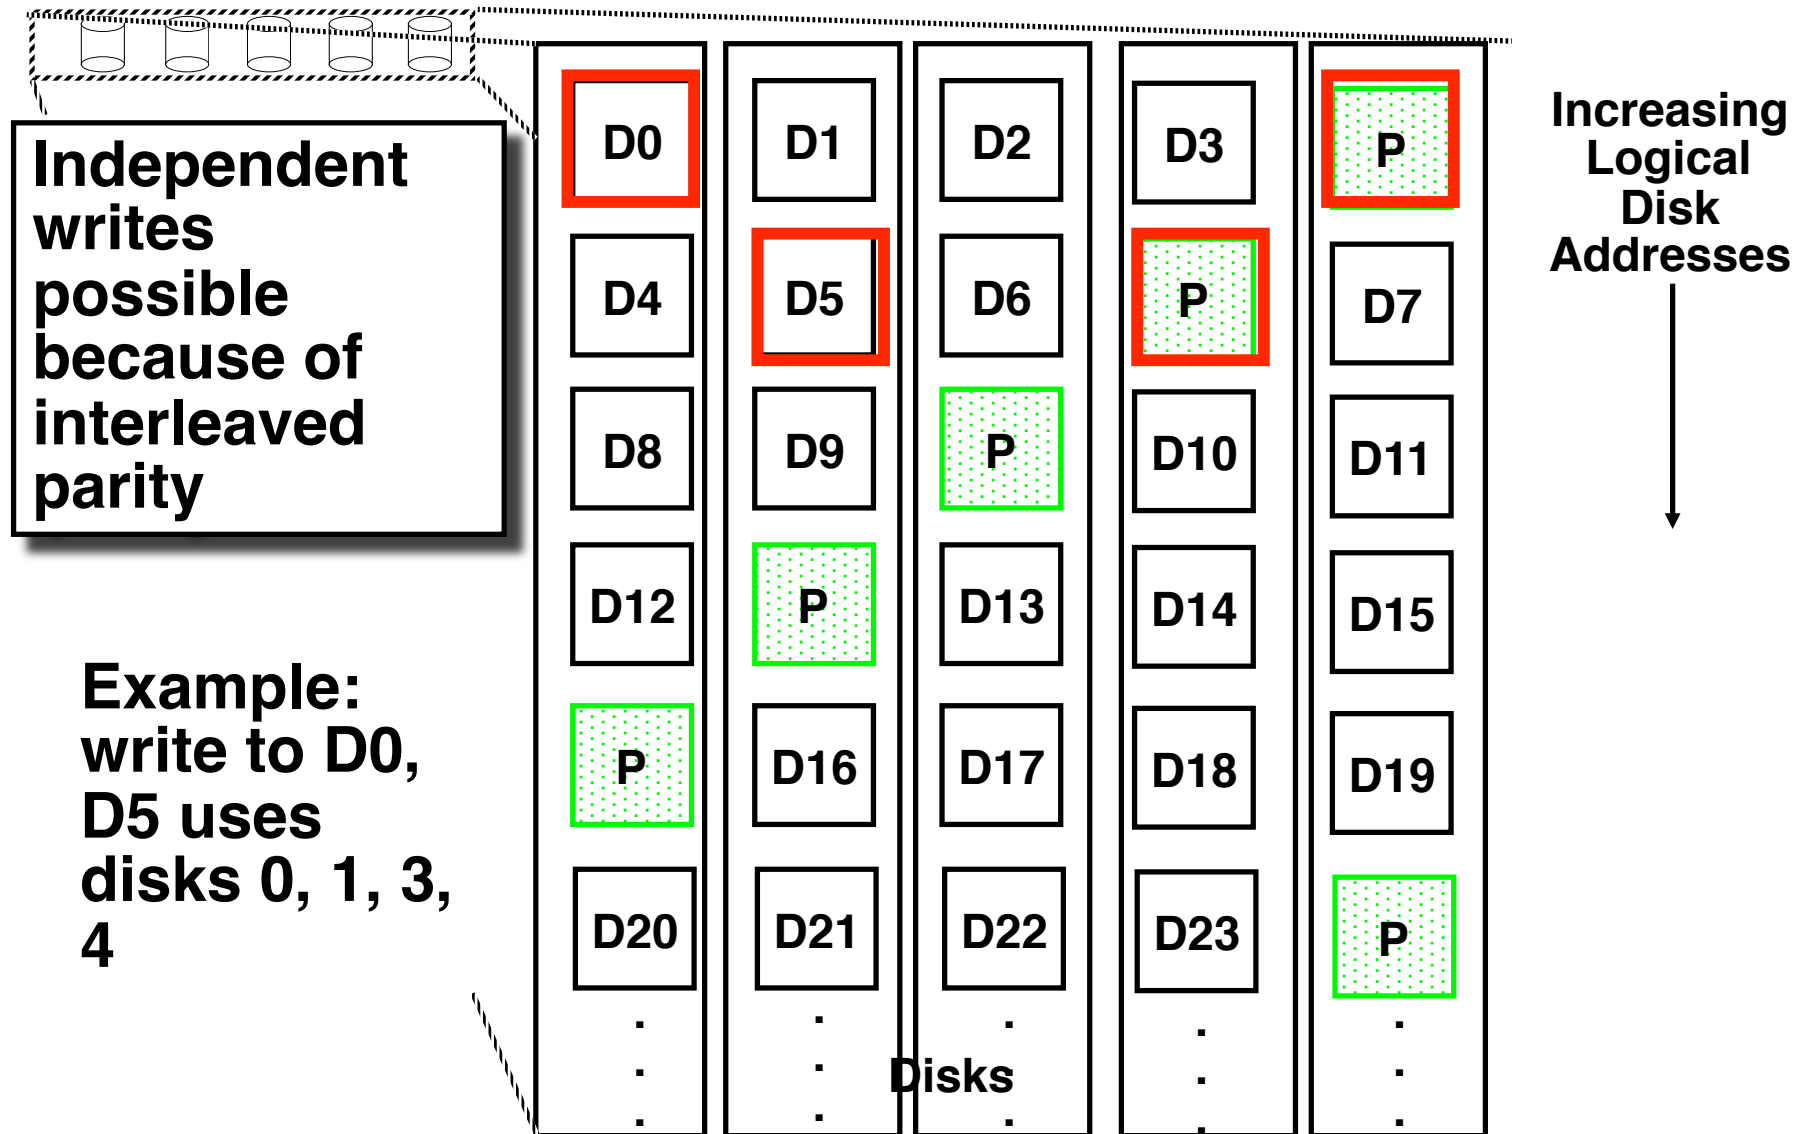 Independent
writes
possible
because of
interleaved
parity
Example:
write to D0,
D5 uses
disks 0, 1, 3,
4
D0 D1 D2 D3 P
D4 D5 D6 P D7
D8 D9 P D10 D11
D12 P D13 D14 D15
P D16 D17 D18 D19
D20 D21 D22 D23 P
Disks
Increasing
Logical
Disk
Addresses